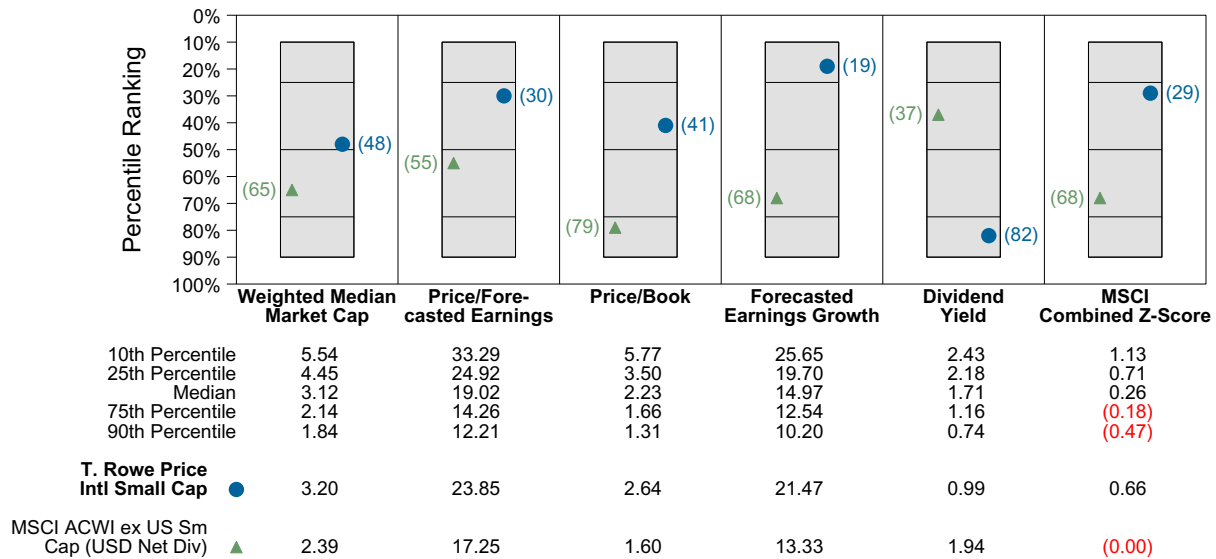 Percentile Ranking
0%
10%
20%
30%
40%
50%
60%
70%
80%
90%
100%
(48)
(65)
(30)
(55)
(41)
(79)
(19)
(68)
(37)
(82)
(29)
(68)
Weighted Median
Market Cap
Price/Fore-
casted Earnings
Price/Book
Forecasted
Earnings Growth
Dividend
Yield
MSCI
Combined Z-Score
10th Percentile 5.54 33.29 5.77 25.65 2.43 1.13
25th Percentile 4.45 24.92 3.50 19.70 2.18 0.71
Median 3.12 19.02 2.23 14.97 1.71 0.26
75th Percentile 2.14 14.26 1.66 12.54 1.16 (0.18)
90th Percentile 1.84 12.21 1.31 10.20 0.74 (0.47)
T. Rowe Price
Intl Small Cap 3.20 23.85 2.64 21.47 0.99 0.66
MSCI ACWI ex US Sm
Cap (USD Net Div) 2.39 17.25 1.60 13.33 1.94 (0.00)